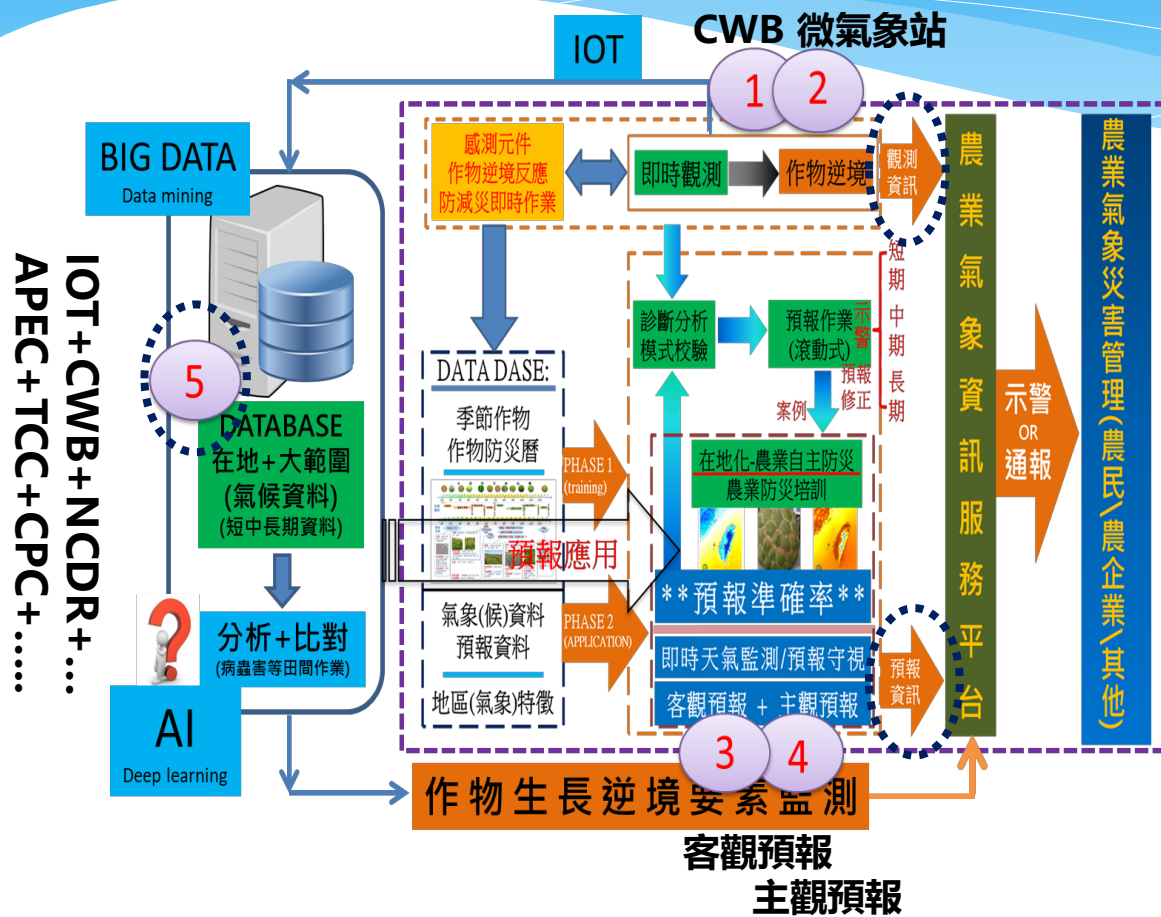 CWB 微氣象站
IOT
1
2
BIG DATA
Data mining
感測元件
作物逆境反應
防減災即時作業
即時觀測
作物逆境
觀測
資訊
農業氣象資訊服務平台
農業氣象災害管理(農民/農企業/其他)
示警
OR
通報
IOT+CWB+NCDR+...
APEC+TCC+CPC+.....
5
DATABASE
在地+大範圍
(氣候資料)
(短中長期資料)
分析+比對
(病蟲害等田間作業)
AI
Deep learning
DATA DASE:
季節作物
作物防災曆
氣象(候)資料
預報資料
地區(氣象)特徵
PHASE 1
(training)
PHASE 2
(APPLICATION)
預報應用
診斷分析
模式校驗
預報作業
(滾動式)
示警
短期
中期
長期
預報
修正
案例
在地化-農業自主防災
農業防災培訓
**預報準確率**
即時天氣監測/預報守視
客觀預報 + 主觀預報
預報
資訊
3
4
作物生長逆境要素監測
客觀預報
主觀預報